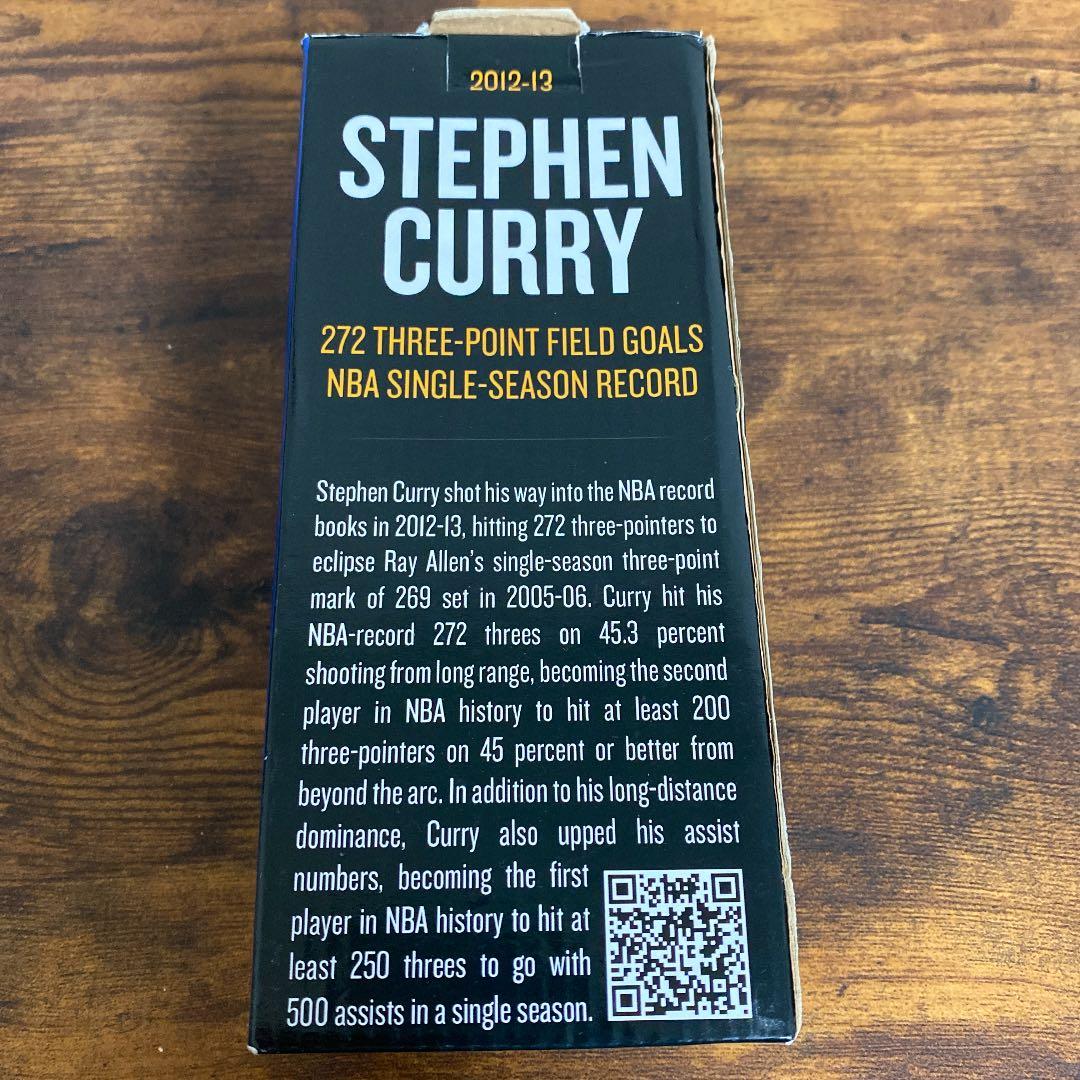 2012-13
STEPHEN
CURRY
272 THREE-POINT FIELD GOALS
NBA SINGLE-SEASON RECORD
Stephen Curry shot his way into the NBA record
books in 2012-13, hitting 272 three-pointers to
eclipse Ray Allen's single-season three-point
mark of 269 set in 2005-06. Curry hit his
NBA-record 272 threes on 45.3 percent
shooting from long range, becoming the second
player in NBA history to hit at least 200
three-pointers on 45 percent or better from
beyond the arc. In addition to his long-distance
dominance, Curry also upped his assist
numbers, becoming the first
player in NBA history to hit at
least 250 threes to go with
500 assists in a single season.